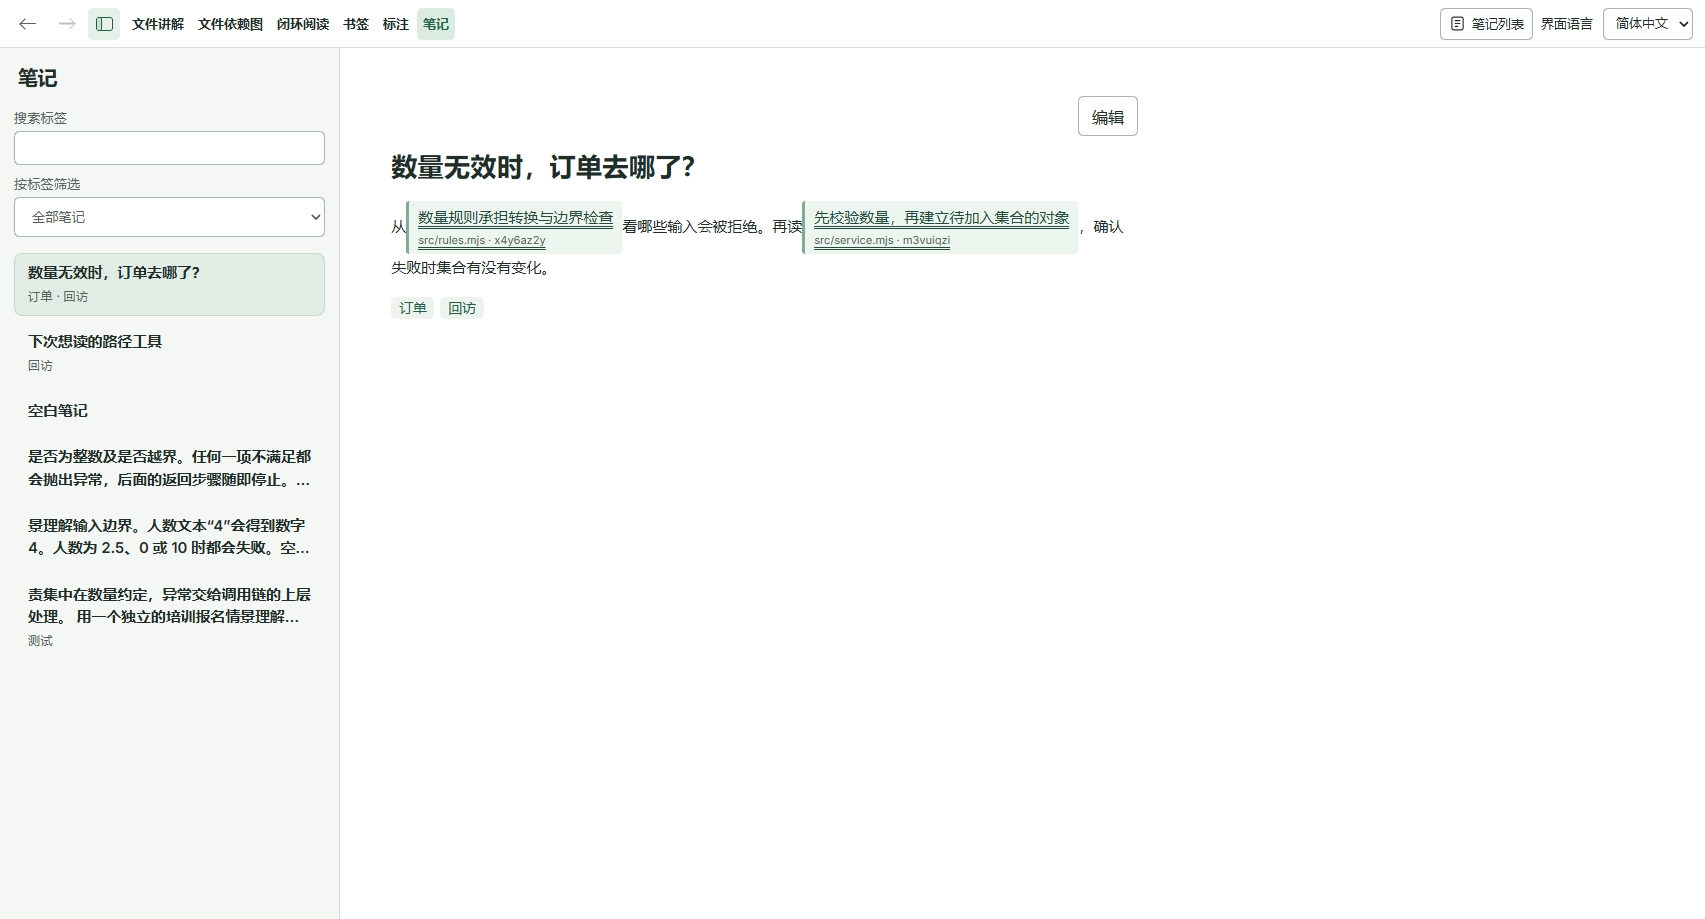 文件讲解 文件依赖图 闭环阅读 书签 标注 笔记 笔记列表 界面语言 简体中文
笔记
搜索标签
按标签筛选
全部笔记
数量无效时，订单去哪了？
订单 · 回访
下次想读的路径工具
回访
空白笔记
是否为整数及是否越界。任何一项不满足都
会抛出异常，后面的返回步骤随即停止。…
景理解输入边界。人数文本“4”会得到数字
4。人数为 2.5、0 或 10 时都会失败。空…
责集中在数量约定，异常交给调用链的上层
处理。 用一个独立的培训报名情景理解…
测试
编辑
数量无效时，订单去哪了？
从 数量规则承担转换与边界检查 看哪些输入会被拒绝。再读 先校验数量，再建立待加入集合的对象 ，确认
src/rules.mjs · x4y6az2y src/service.mjs · m3vuiqzi
失败时集合有没有变化。
订单 回访